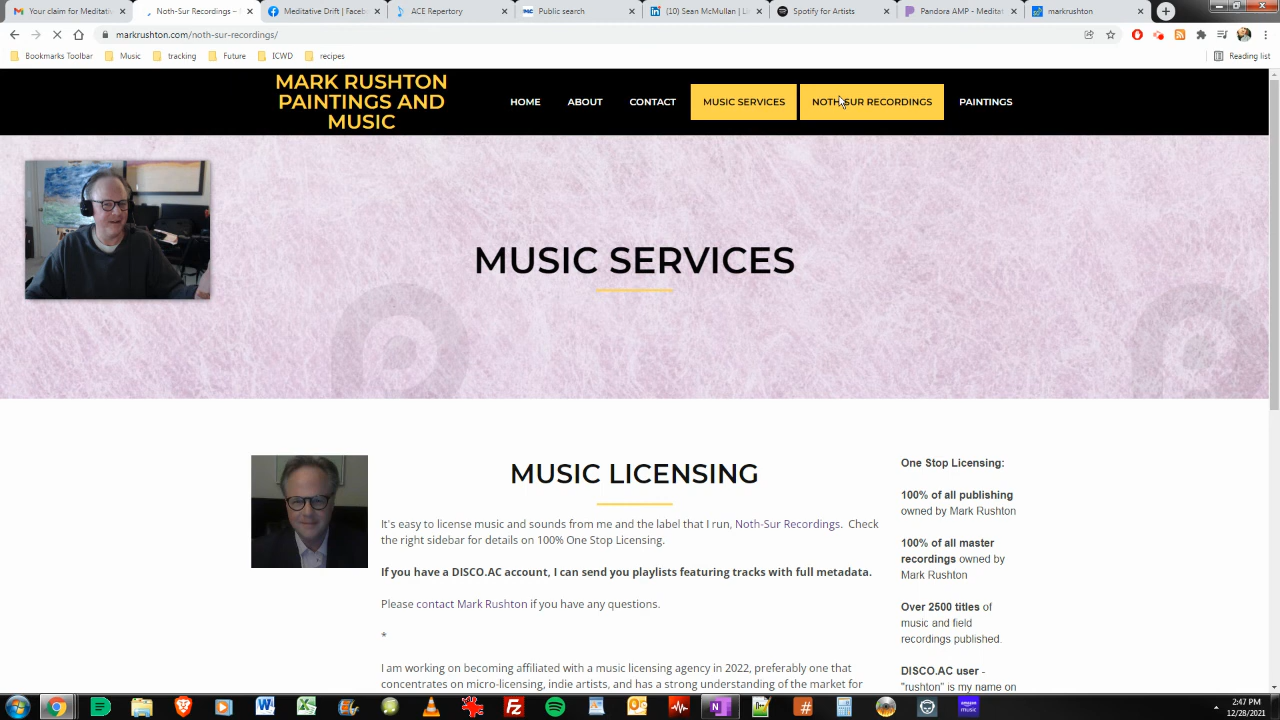 Your claim for Meditativ
Noth-Sur Recordings –
Meditative Drift | Faceb
ACE Repertory
Public search
(10) Sean McMullan | Li
Spotify for Artists
Pandora AMP - Meditat
markrushton
markrushton.com/noth-sur-recordings/
Bookmarks Toolbar
Music
tracking
Future
ICWD
recipes
Reading list
MARK RUSHTON
PAINTINGS AND
MUSIC
HOME
ABOUT
CONTACT
MUSIC SERVICES
NOTH-SUR RECORDINGS
PAINTINGS
MUSIC SERVICES
MUSIC LICENSING
It's easy to license music and sounds from me and the label that I run, Noth-Sur Recordings. Check
the right sidebar for details on 100% One Stop Licensing.
If you have a DISCO.AC account, I can send you playlists featuring tracks with full metadata.
Please contact Mark Rushton if you have any questions.
*
I am working on becoming affiliated with a music licensing agency in 2022, preferably one that
concentrates on micro-licensing, indie artists, and has a strong understanding of the market for
One Stop Licensing:
100% of all publishing
owned by Mark Rushton
100% of all master
recordings owned by
Mark Rushton
Over 2500 titles of
music and field
recordings published.
DISCO.AC user -
"rushton" is my name on
2:47 PM
12/28/2021